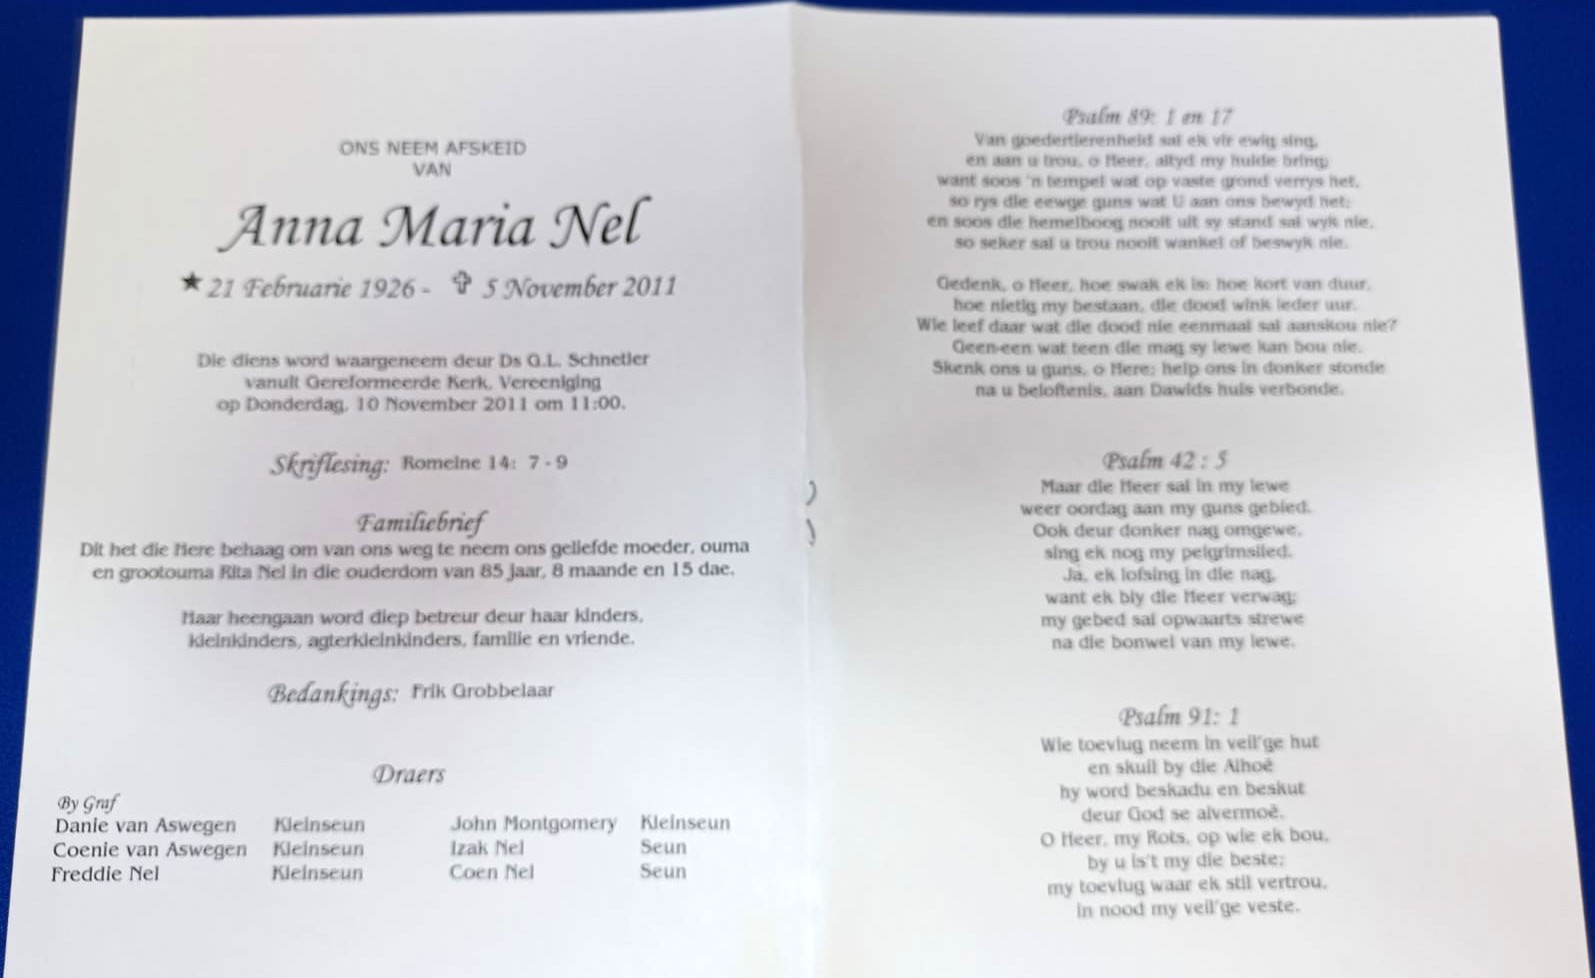 ONS NEEM AFSKEID
VAN
Anna Maria Nel
★ 21 Februarie 1926 - ✞ 5 November 2011
Die diens word waargeneem deur Ds G.L. Schnetler
vanuit Gereformeerde Kerk, Vereeniging
op Donderdag, 10 November 2011 om 11:00.
Skriflesing: Romeine 14: 7 - 9
Familiebrief
Dit het die Here behaag om van ons weg te neem ons geliefde moeder, ouma
en grootouma Rita Nel in die ouderdom van 85 jaar, 8 maande en 15 dae.
Haar heengaan word diep betreur deur haar kinders,
kleinkinders, agterkleinkinders, familie en vriende.
Bedankings: Frik Grobbelaar
Draers
By Graf
Danie van Aswegen Kleinseun John Montgomery Kleinseun
Coenie van Aswegen Kleinseun Izak Nel Seun
Freddie Nel Kleinseun Coen Nel Seun
Psalm 89: 1 en 17
Van goedertierenheid sal ek vir ewig sing,
en aan u trou, o Heer, altyd my hulde bring;
want soos 'n tempel wat op vaste grond verrys het,
so rys die eewge guns wat U aan ons bewyd het;
en soos die hemelboog nooit uit sy stand sal wyk nie,
so seker sal u trou nooit wankel of beswyk nie.
Gedenk, o Heer, hoe swak ek is: hoe kort van duur,
hoe nietig my bestaan, die dood wink ieder uur.
Wie leef daar wat die dood nie eenmaal sal aanskou nie?
Geen-een wat teen die mag sy lewe kan bou nie.
Skenk ons u guns, o Here; help ons in donker stonde
na u beloftenis, aan Dawids huis verbonde.
Psalm 42 : 5
Maar die Heer sal in my lewe
weer oordag aan my guns gebied.
Ook deur donker nag omgewe,
sing ek nog my pelgrimslied.
Ja, ek lofsing in die nag,
want ek bly die Heer verwag;
my gebed sal opwaarts strewe
na die bonwel van my lewe.
Psalm 91: 1
Wie toevlug neem in veil'ge hut
en skuil by die Alhoë
hy word beskadu en beskut
deur God se alvermoë.
O Heer, my Rots, op wie ek bou,
by u is't my die beste;
my toevlug waar ek stil vertrou,
in nood my veil'ge veste.